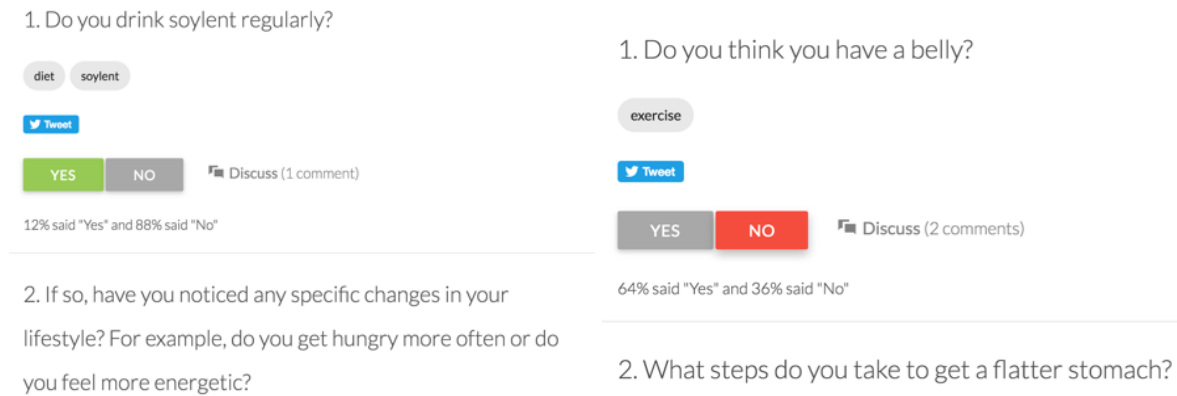 1. Do you drink soylent regularly?
diet soylent
Tweet
YES NO Discuss (1 comment)
12% said "Yes" and 88% said "No"
2. If so, have you noticed any specific changes in your
lifestyle? For example, do you get hungry more often or do
you feel more energetic?
1. Do you think you have a belly?
exercise
Tweet
YES NO Discuss (2 comments)
64% said "Yes" and 36% said "No"
2. What steps do you take to get a flatter stomach?